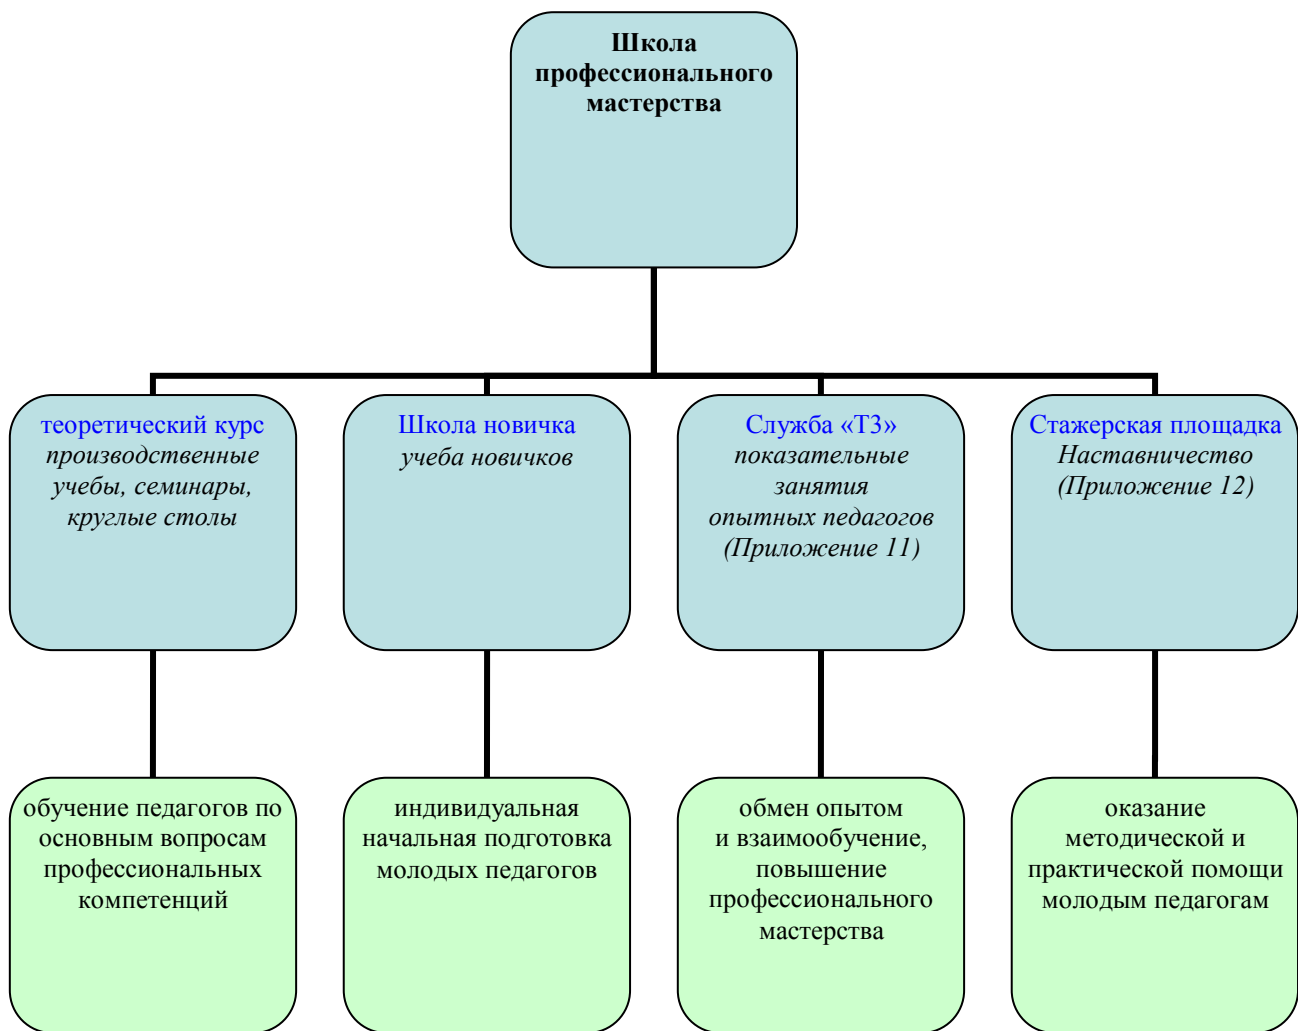 Школа
профессионального
мастерства
теоретический курс
производственные
учебы, семинары,
круглые столы
Школа новичка
учеба новичков
Служба «Т3»
показательные
занятия
опытных педагогов
(Приложение 11)
Стажерская площадка
Наставничество
(Приложение 12)
обучение педагогов по
основным вопросам
профессиональных
компетенций
индивидуальная
начальная подготовка
молодых педагогов
обмен опытом
и взаимообучение,
повышение
профессионального
мастерства
оказание
методической и
практической помощи
молодым педагогам